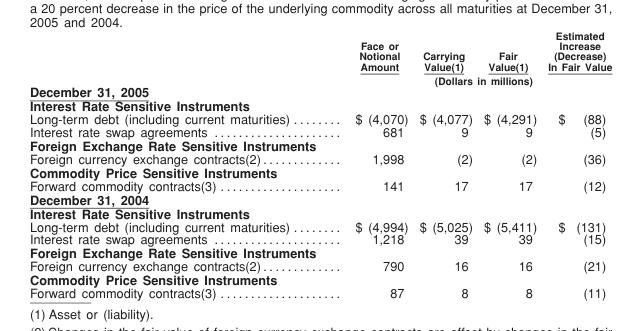 a 20 percent decrease in the price of the underlying commodity across all maturities at December 31,
2005 and 2004.
Face or Notional Amount Carrying Value(1) Fair Value(1) Estimated Increase (Decrease) In Fair Value
(Dollars in millions)
December 31, 2005
Interest Rate Sensitive Instruments
Long-term debt (including current maturities) ........ $ (4,070) $ (4,077) $ (4,291) $ (88)
Interest rate swap agreements ..................... 681 9 9 (5)
Foreign Exchange Rate Sensitive Instruments
Foreign currency exchange contracts(2) ............. 1,998 (2) (2) (36)
Commodity Price Sensitive Instruments
Forward commodity contracts(3) .................... 141 17 17 (12)
December 31, 2004
Interest Rate Sensitive Instruments
Long-term debt (including current maturities) ........ $ (4,994) $ (5,025) $ (5,411) $ (131)
Interest rate swap agreements ..................... 1,218 39 39 (15)
Foreign Exchange Rate Sensitive Instruments
Foreign currency exchange contracts(2) ............. 790 16 16 (21)
Commodity Price Sensitive Instruments
Forward commodity contracts(3) .................... 87 8 8 (11)
(1) Asset or (liability).
(2) Changes in the fair value of foreign currency exchange contracts are offset by changes in the fair